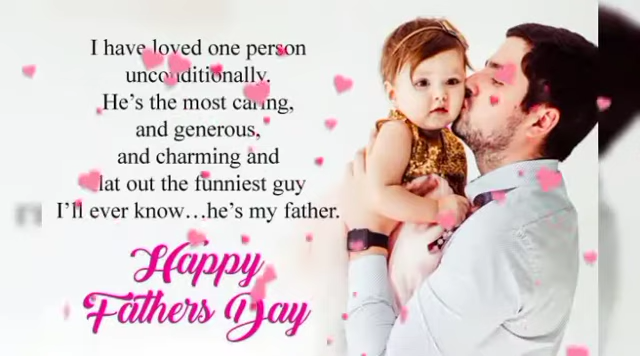 I have loved one person
unconditionally.
He's the most caring,
and generous,
and charming and
flat out the funniest guy
I'll ever know...he's my father.
Happy
Fathers Day